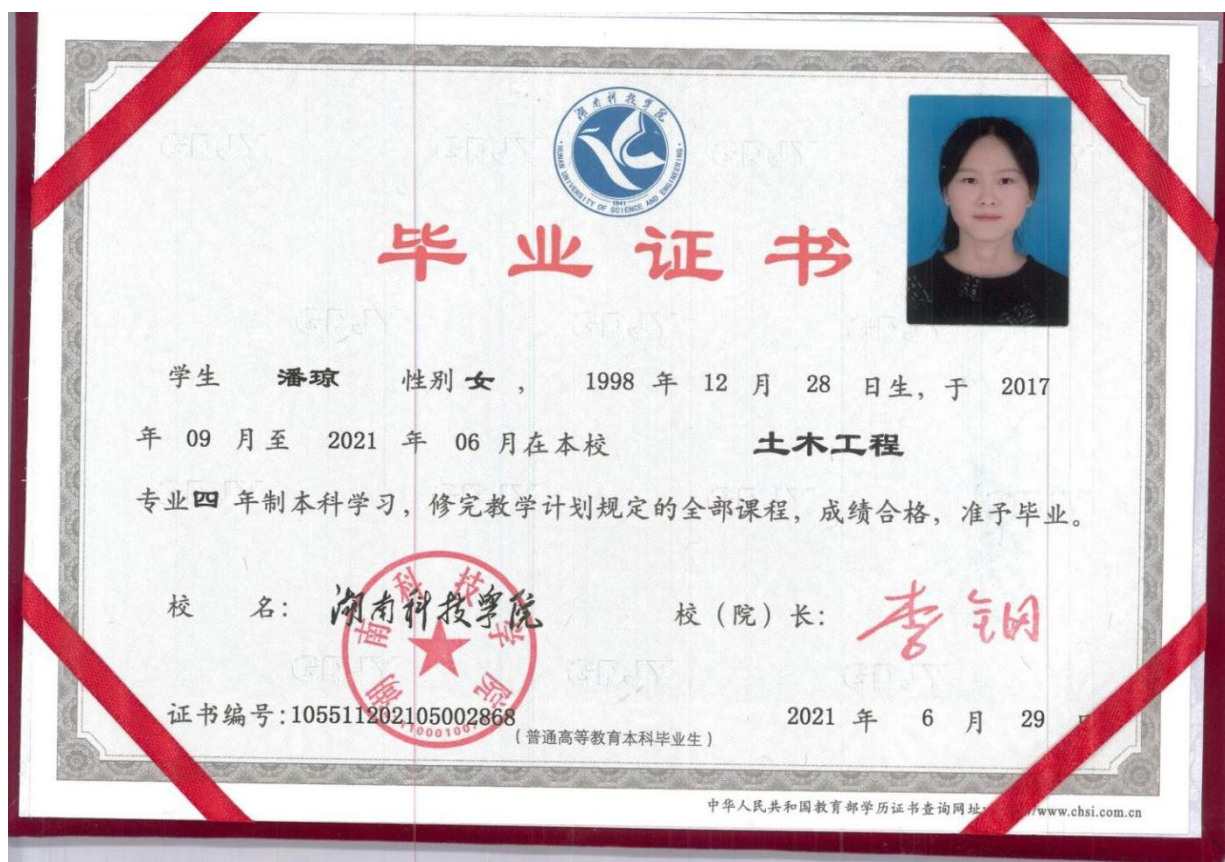 湖南科技学院
HUNAN UNIVERSITY OF SCIENCE AND ENGINEERING
1941
毕业证书
学生 潘琼 性别 女 ， 1998 年 12 月 28 日生，于 2017
年 09 月至 2021 年 06 月在本校 土木工程
专业四 年制本科学习，修完教学计划规定的全部课程，成绩合格，准予毕业。
校 名： 湖南科技学院 校（院）长：
湖南科技学院
证书编号：105511202105002868 2021 年 6 月 29
（普通高等教育本科毕业生）
中华人民共和国教育部学历证书查询网址 www.chsi.com.cn